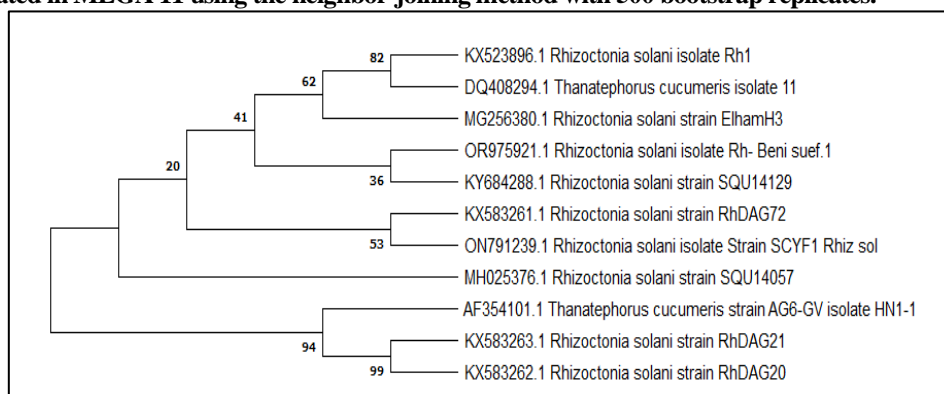 ated in MEGA 11 using the neighbor-joining method with 500 bootstrap replicates.
82
KX523896.1 Rhizoctonia solani isolate Rh1
62
DQ408294.1 Thanatephorus cucumeris isolate 11
41
MG256380.1 Rhizoctonia solani strain ElhamH3
OR975921.1 Rhizoctonia solani isolate Rh- Beni suef.1
20
36
KY684288.1 Rhizoctonia solani strain SQU14129
KX583261.1 Rhizoctonia solani strain RhDAG72
53
ON791239.1 Rhizoctonia solani isolate Strain SCYF1 Rhiz sol
MH025376.1 Rhizoctonia solani strain SQU14057
AF354101.1 Thanatephorus cucumeris strain AG6-GV isolate HN1-1
94
KX583263.1 Rhizoctonia solani strain RhDAG21
99
KX583262.1 Rhizoctonia solani strain RhDAG20